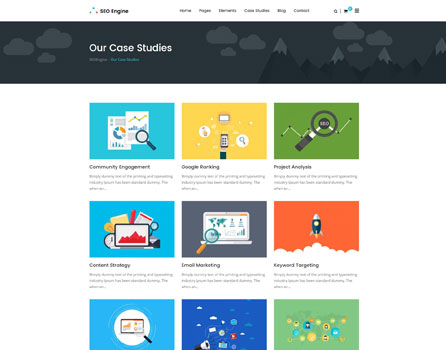 SEO Engine
Home Pages Elements Case Studies Blog Contact
Our Case Studies
SEOEngine - Our Case Studies
SEO
Community Engagement
Google Ranking
Project Analysis
Simply dummy text of the printing and typesetting
industry Ipsum has been standard dummy. The
when an...
Simply dummy text of the printing and typesetting
industry Ipsum has been standard dummy. The
when an...
Simply dummy text of the printing and typesetting
industry Ipsum has been standard dummy. The
when an...
Content Strategy
Email Marketing
Keyword Targeting
Simply dummy text of the printing and typesetting
industry Ipsum has been standard dummy. The
when an...
Simply dummy text of the printing and typesetting
industry Ipsum has been standard dummy. The
when an...
Simply dummy text of the printing and typesetting
industry Ipsum has been standard dummy. The
when an...